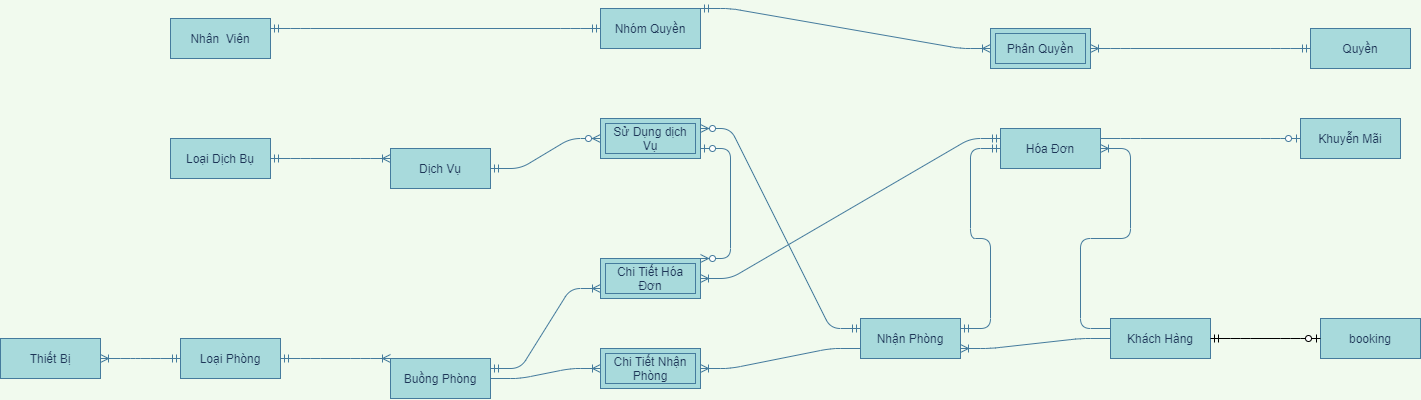 Nhân Viên
Nhóm Quyền
Phân Quyền
Quyền
Loại Dịch Bụ
Dịch Vụ
Sử Dụng dịch
Vụ
Hóa Đơn
Khuyễn Mãi
Chi Tiết Hóa
Đơn
Thiết Bị
Loại Phòng
Buồng Phòng
Chi Tiết Nhận
Phòng
Nhận Phòng
Khách Hàng
booking